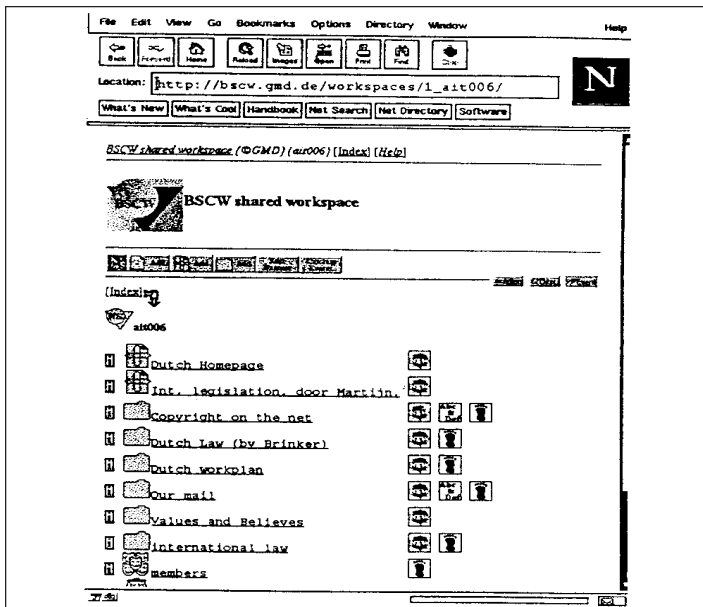 File Edit View Go Bookmarks Options Directory Window Help
Back Forward Home Reload Images Open Print Find Stop
Location: http://bscw.gmd.de/workspaces/1_ait006/
N
What's New What's Cool Handbook Net Search Net Directory Software
BSCW shared workspace (©GMD) (ait006) [Index] [Help]
BSCW
BSCW shared workspace
[Index]
ait006
Dutch Homepage
Int. legislation, door Martijn.
Copyright on the net
Dutch Law (by Brinker)
Dutch workplan
Our mail
Values and Believes
international law
members